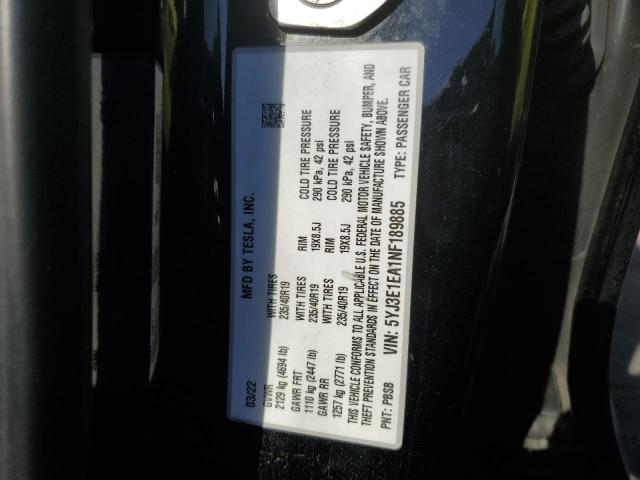 MFD BY TESLA, INC.
03/22
GVWR WITH TIRES RIM COLD TIRE PRESSURE
2129 kg (4694 lb) 235/40R19 19X8.5J 290 kPa, 42 psi
GAWR FRT WITH TIRES RIM COLD TIRE PRESSURE
1110 kg (2447 lb) 235/40R19 19X8.5J 290 kPa, 42 psi
GAWR RR WITH TIRES
1257 kg (2771 lb) 235/40R19
THIS VEHICLE CONFORMS TO ALL APPLICABLE U.S. FEDERAL MOTOR VEHICLE SAFETY, BUMPER, AND
THEFT PREVENTION STANDARDS IN EFFECT ON THE DATE OF MANUFACTURE SHOWN ABOVE.
VIN: 5YJ3E1EA1NF189885
PNT: PBSB TYPE: PASSENGER CAR